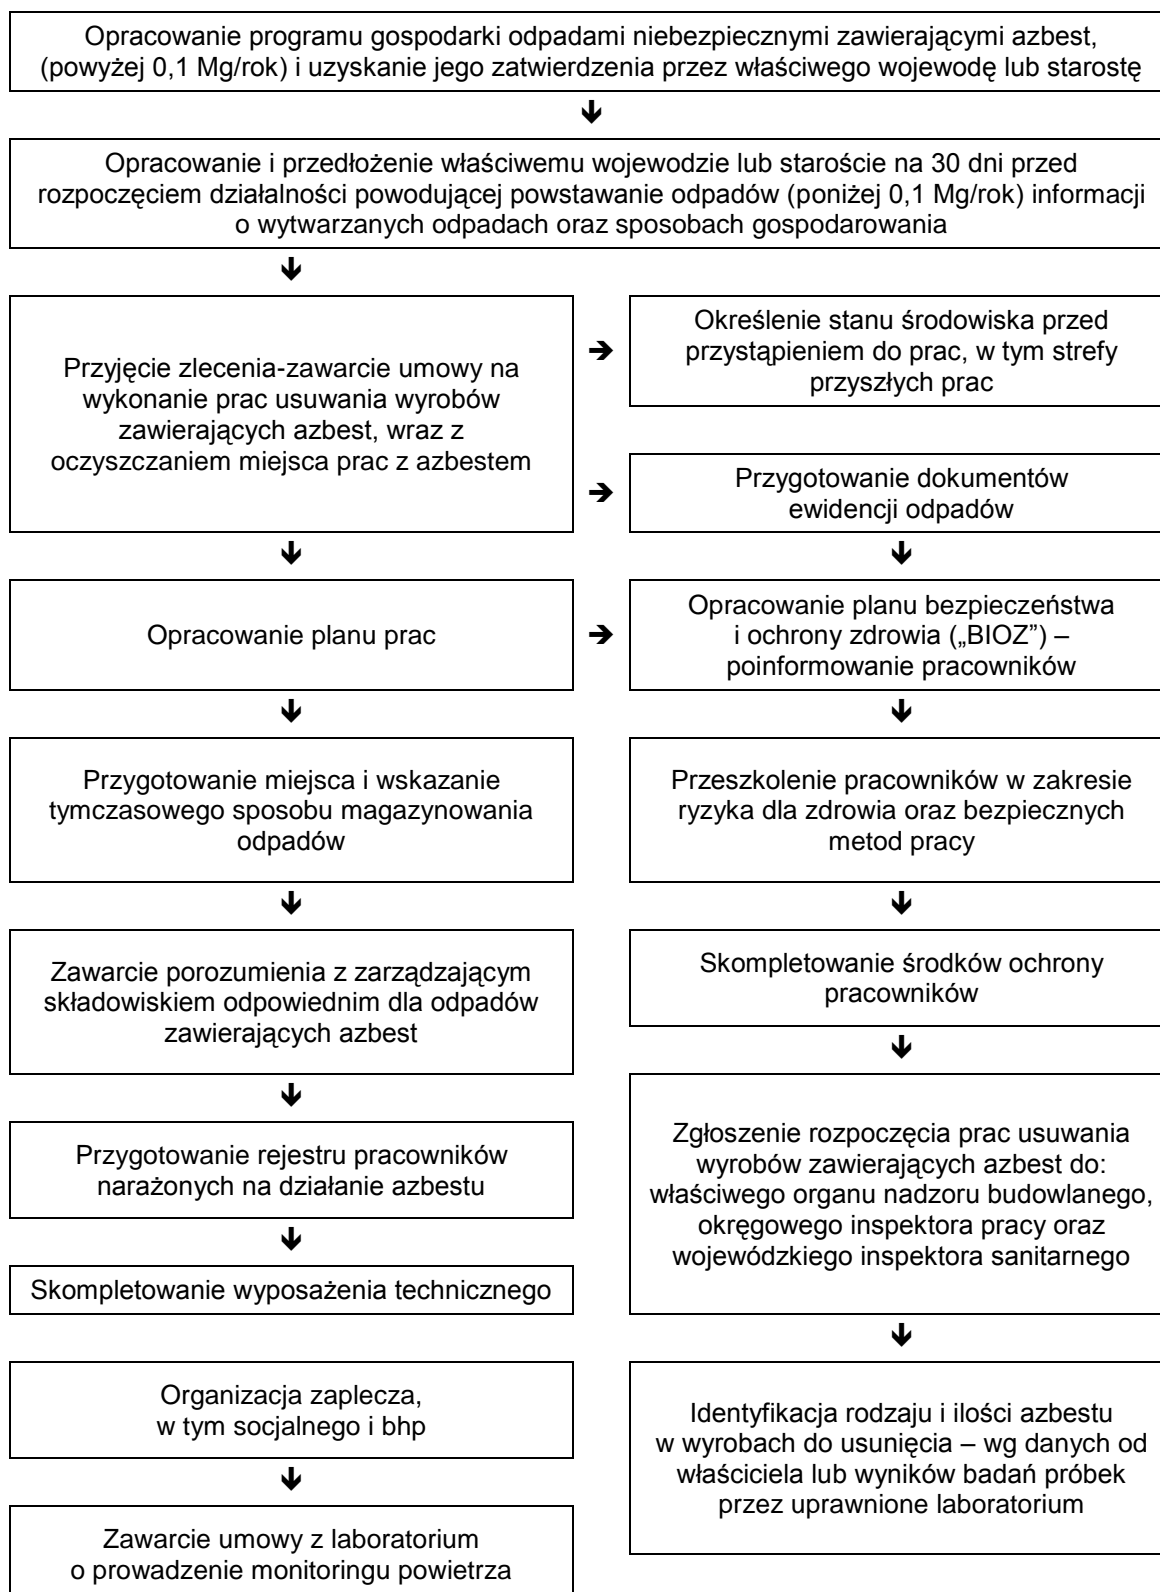 Opracowanie programu gospodarki odpadami niebezpiecznymi zawierającymi azbest,
(powyżej 0,1 Mg/rok) i uzyskanie jego zatwierdzenia przez właściwego wojewodę lub starostę
Opracowanie i przedłożenie właściwemu wojewodzie lub staroście na 30 dni przed
rozpoczęciem działalności powodującej powstawanie odpadów (poniżej 0,1 Mg/rok) informacji
o wytwarzanych odpadach oraz sposobach gospodarowania
Przyjęcie zlecenia-zawarcie umowy na
wykonanie prac usuwania wyrobów
zawierających azbest, wraz z
oczyszczaniem miejsca prac z azbestem
Określenie stanu środowiska przed
przystąpieniem do prac, w tym strefy
przyszłych prac
Przygotowanie dokumentów
ewidencji odpadów
Opracowanie planu prac
Opracowanie planu bezpieczeństwa
i ochrony zdrowia („BIOZ”) –
poinformowanie pracowników
Przygotowanie miejsca i wskazanie
tymczasowego sposobu magazynowania
odpadów
Przeszkolenie pracowników w zakresie
ryzyka dla zdrowia oraz bezpiecznych
metod pracy
Zawarcie porozumienia z zarządzającym
składowiskiem odpowiednim dla odpadów
zawierających azbest
Skompletowanie środków ochrony
pracowników
Przygotowanie rejestru pracowników
narażonych na działanie azbestu
Zgłoszenie rozpoczęcia prac usuwania
wyrobów zawierających azbest do:
właściwego organu nadzoru budowlanego,
okręgowego inspektora pracy oraz
wojewódzkiego inspektora sanitarnego
Skompletowanie wyposażenia technicznego
Organizacja zaplecza,
w tym socjalnego i bhp
Identyfikacja rodzaju i ilości azbestu
w wyrobach do usunięcia – wg danych od
właściciela lub wyników badań próbek
przez uprawnione laboratorium
Zawarcie umowy z laboratorium
o prowadzenie monitoringu powietrza